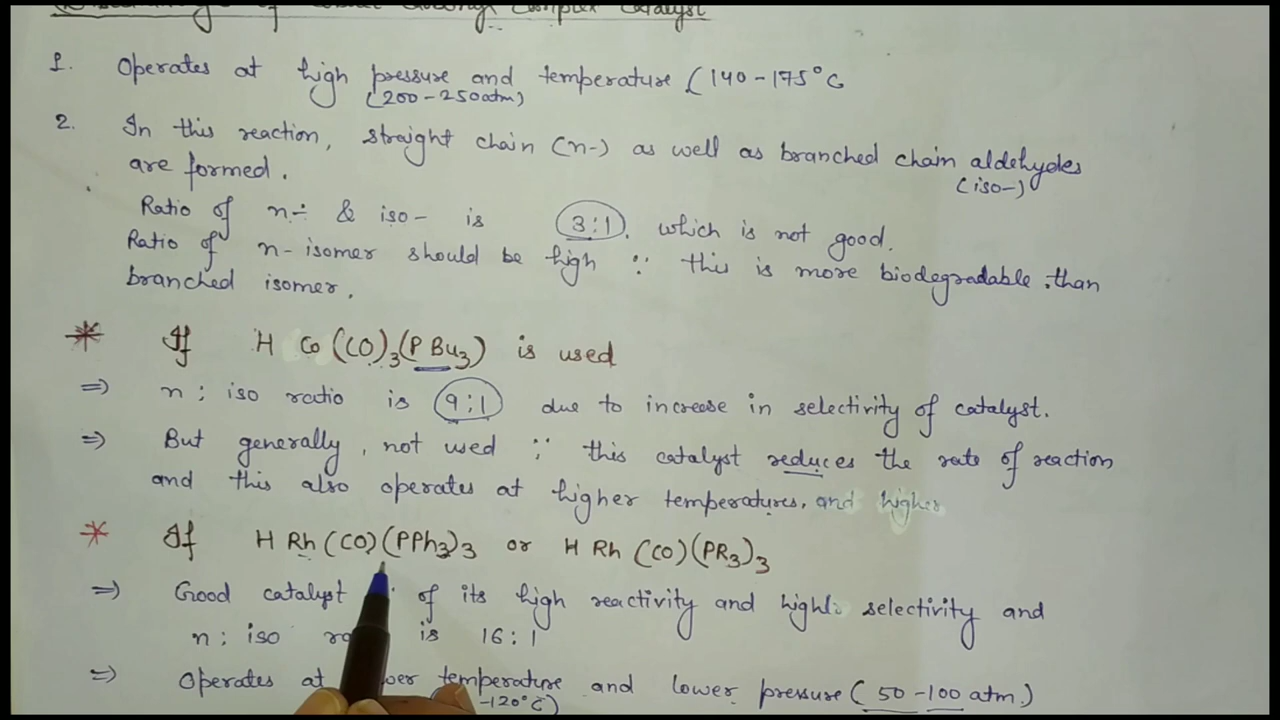 of Complex Catalyst
1. Operates at high pressure and temperature (140-175°C
(200-250atm)
2. In this reaction, straight chain (n-) as well as branched chain aldehydes
are formed. (iso-)
Ratio of n- & iso- is 3:1. which is not good.
Ratio of n-isomer should be high ∵ this is more biodegradable than
branched isomer.
* If H Co(CO)3(PBu3) is used
⇒ n: iso ratio is 9:1 due to increase in selectivity of catalyst.
⇒ But generally, not used ∵ this catalyst reduces the rate of reaction
and this also operates at higher temperatures, and higher
* If H Rh(CO)(PPh3)3 or H Rh(CO)(PR3)3
⇒ Good catalyst of its high reactivity and high selectivity and
n: iso is 16:1
⇒ Operates at temperature and lower pressure (50-100 atm.)
-120°C)